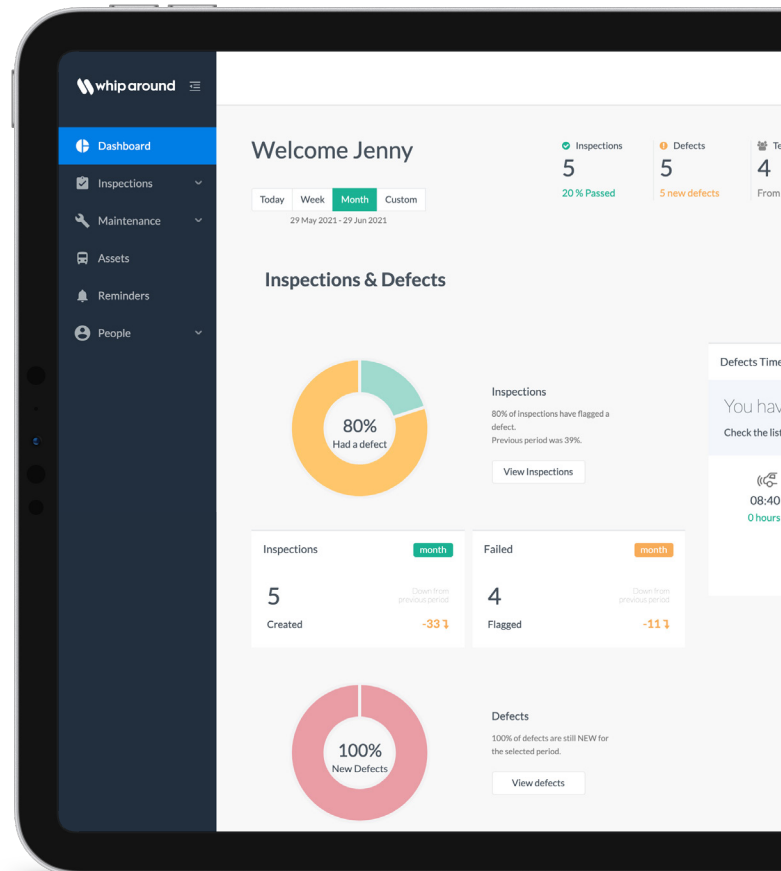 whip around
Dashboard
Inspections
Maintenance
Assets
Reminders
People
Welcome Jenny
Today Week Month Custom
29 May 2021 - 29 Jun 2021
Inspections
5
20 % Passed
Defects
5
5 new defects
Te
4
From
Inspections & Defects
80%
Had a defect
Inspections
80% of inspections have flagged a
defect.
Previous period was 39%.
View Inspections
Defects Time
You hav
Check the list
08:40
0 hours
Inspections month
5
Down from
previous period
Created -33
Failed month
4
Down from
previous period
Flagged -11
100%
New Defects
Defects
100% of defects are still NEW for
the selected period.
View defects